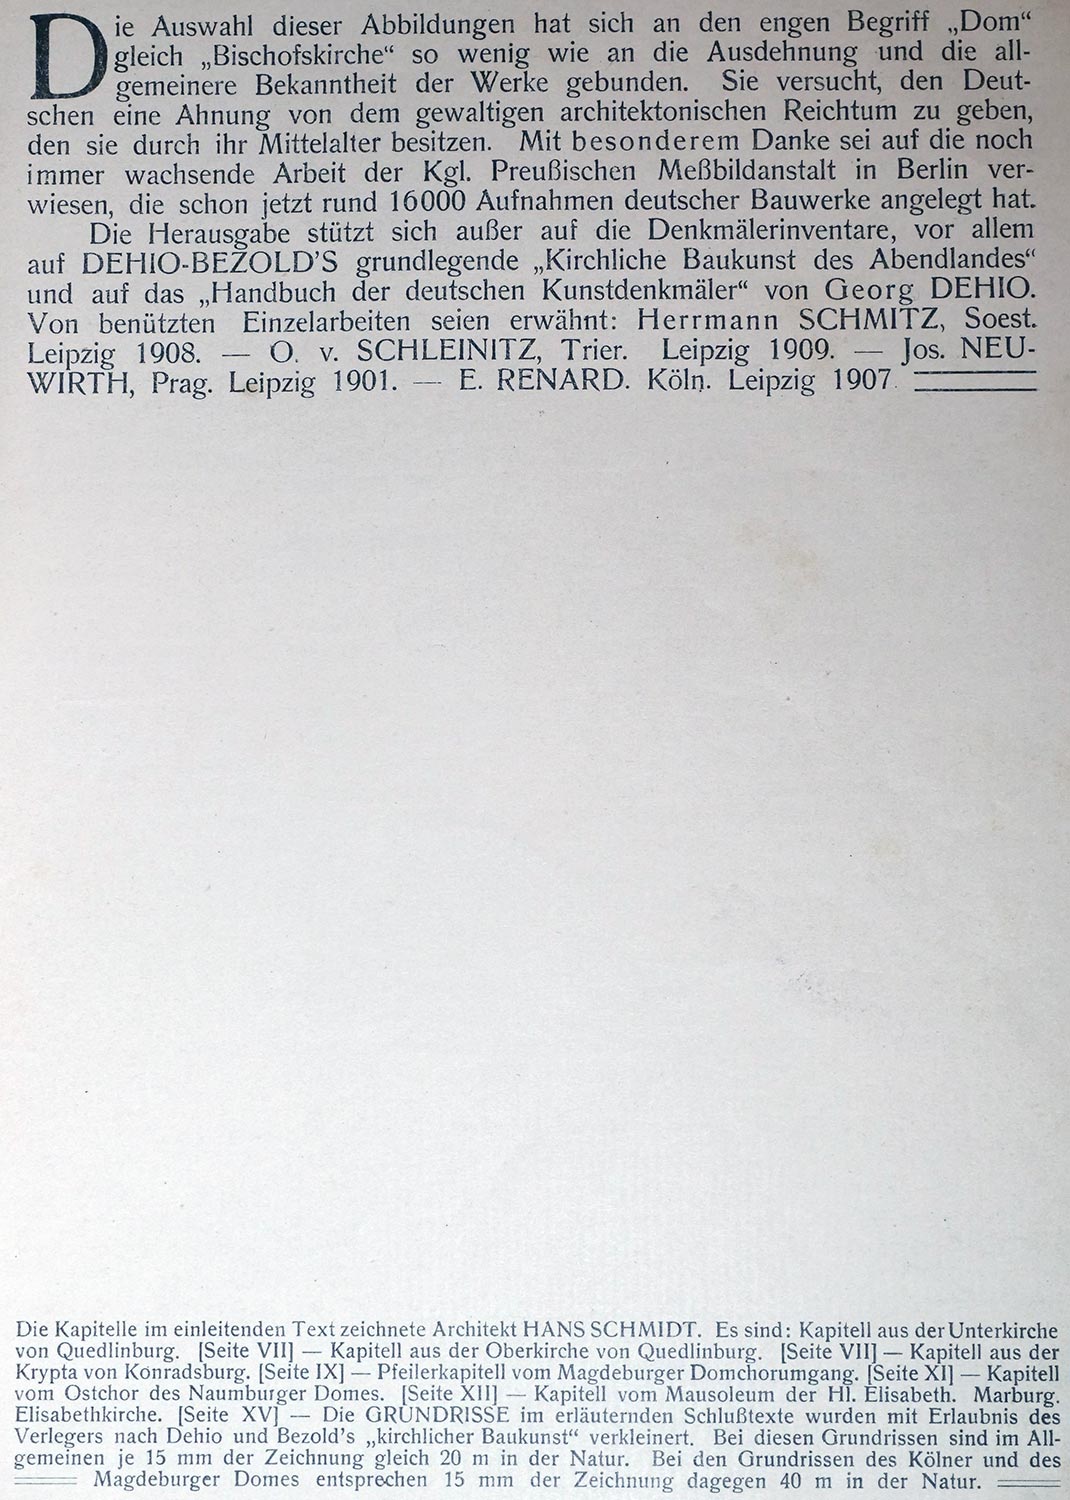 Die Auswahl dieser Abbildungen hat sich an den engen Begriff „Dom“
gleich „Bischofskirche“ so wenig wie an die Ausdehnung und die all-
gemeinere Bekanntheit der Werke gebunden. Sie versucht, den Deut-
schen eine Ahnung von dem gewaltigen architektonischen Reichtum zu geben,
den sie durch ihr Mittelalter besitzen. Mit besonderem Danke sei auf die noch
immer wachsende Arbeit der Kgl. Preußischen Meßbildanstalt in Berlin ver-
wiesen, die schon jetzt rund 16000 Aufnahmen deutscher Bauwerke angelegt hat.
Die Herausgabe stützt sich außer auf die Denkmälerinventare, vor allem
auf DEHIO-BEZOLD'S grundlegende „Kirchliche Baukunst des Abendlandes“
und auf das „Handbuch der deutschen Kunstdenkmäler“ von Georg DEHIO.
Von benützten Einzelarbeiten seien erwähnt: Herrmann SCHMITZ, Soest.
Leipzig 1908. — O. v. SCHLEINITZ, Trier. Leipzig 1909. — Jos. NEU-
WIRTH, Prag. Leipzig 1901. — E. RENARD. Köln. Leipzig 1907.
Die Kapitelle im einleitenden Text zeichnete Architekt HANS SCHMIDT. Es sind: Kapitell aus der Unterkirche
von Quedlinburg. [Seite VII] — Kapitell aus der Oberkirche von Quedlinburg. [Seite VII] — Kapitell aus der
Krypta von Konradsburg. [Seite IX] — Pfeilerkapitell vom Magdeburger Domchorumgang. [Seite XI] — Kapitell
vom Ostchor des Naumburger Domes. [Seite XII] — Kapitell vom Mausoleum der Hl. Elisabeth. Marburg.
Elisabethkirche. [Seite XV] — Die GRUNDRISSE im erläuternden Schlußtexte wurden mit Erlaubnis des
Verlegers nach Dehio und Bezold's „kirchlicher Baukunst“ verkleinert. Bei diesen Grundrissen sind im All-
gemeinen je 15 mm der Zeichnung gleich 20 m in der Natur. Bei den Grundrissen des Kölner und des
Magdeburger Domes entsprechen 15 mm der Zeichnung dagegen 40 m in der Natur.